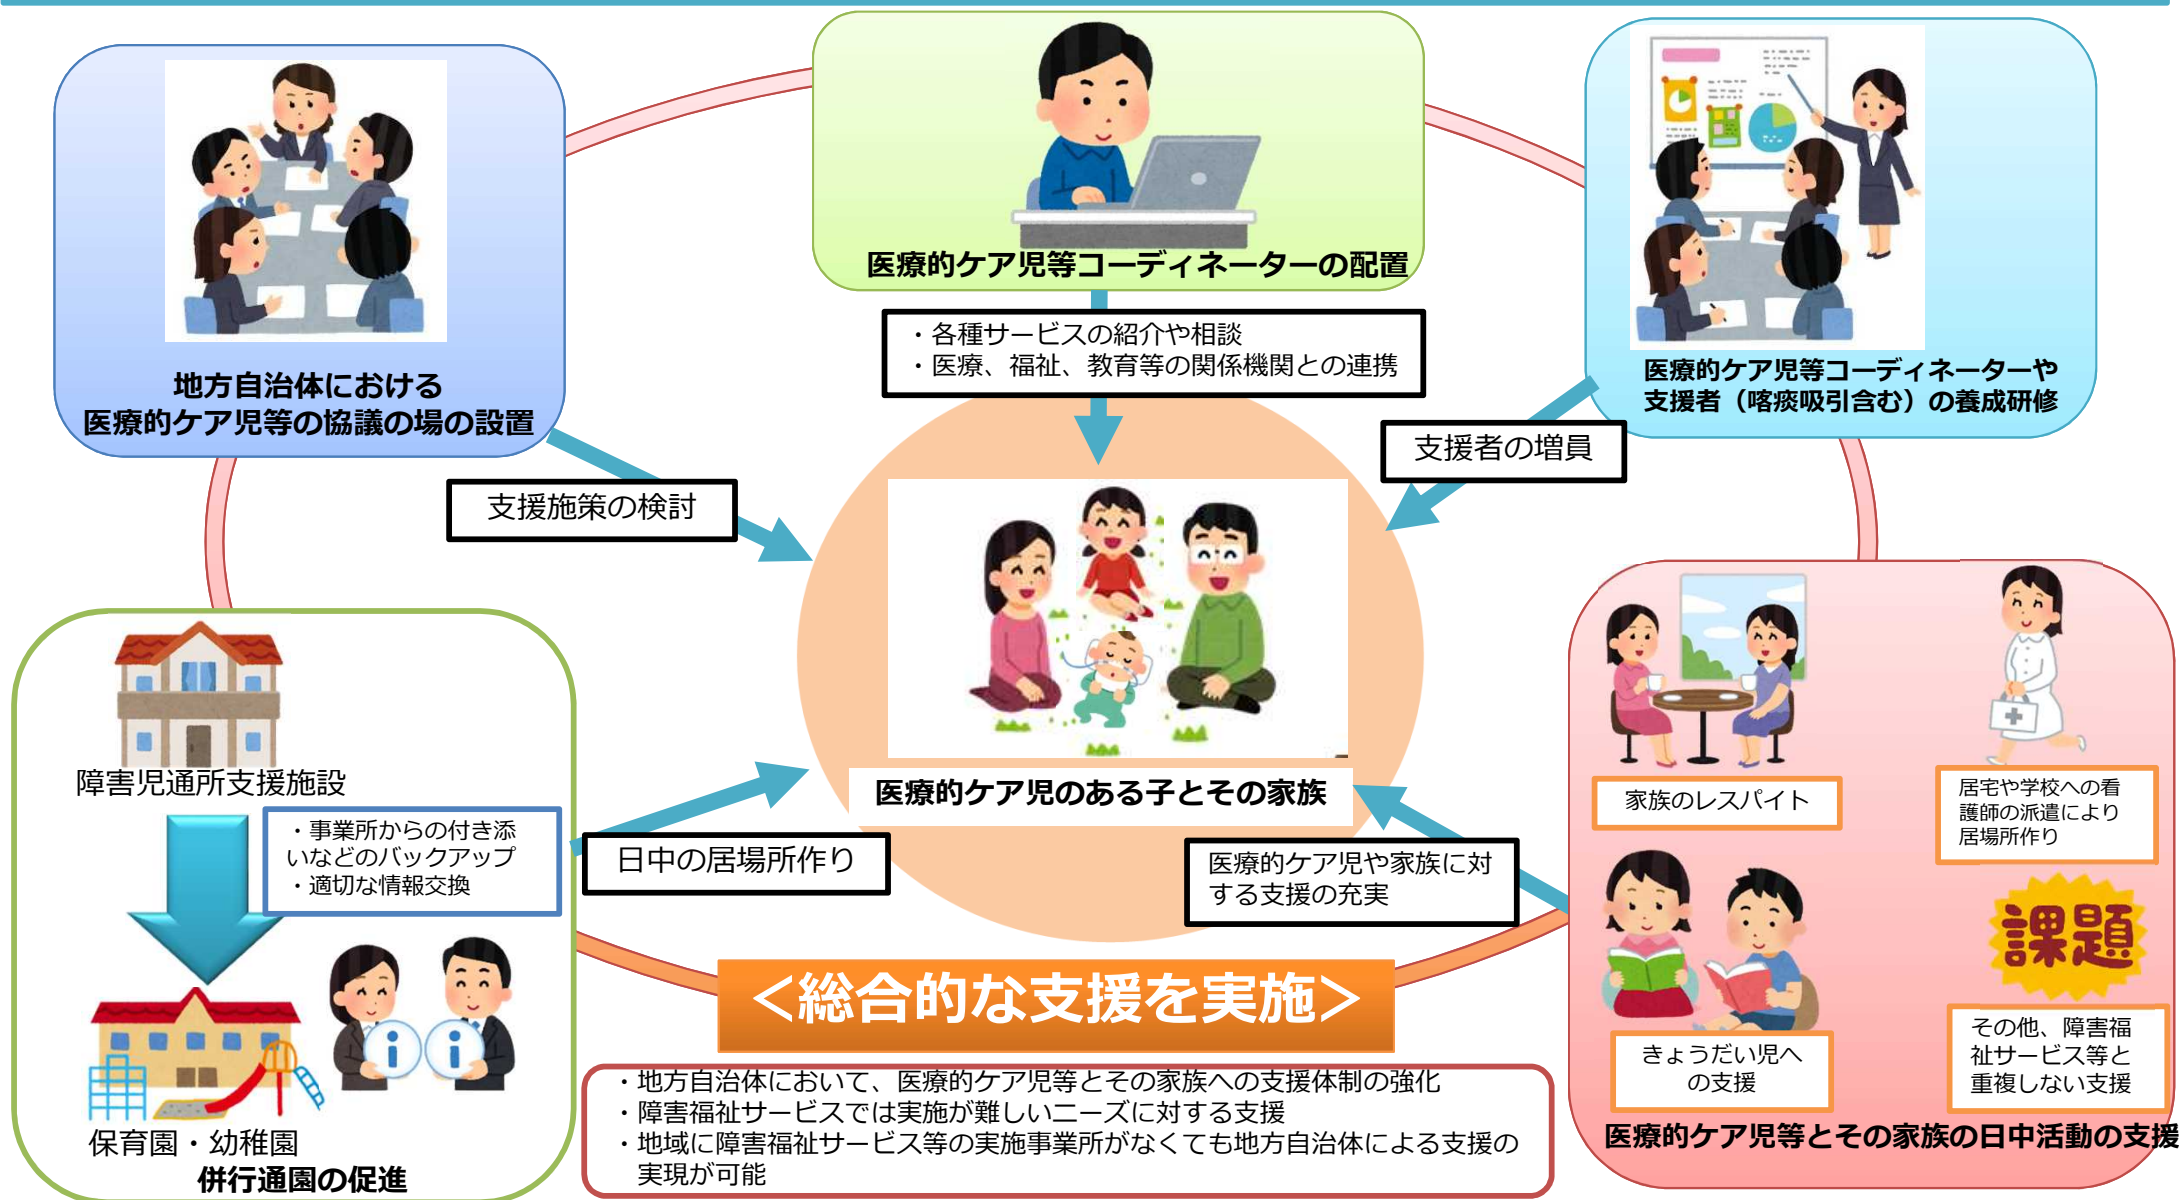 医療的ケア児等コーディネーターの配置
・各種サービスの紹介や相談
・医療、福祉、教育等の関係機関との連携
地方自治体における
医療的ケア児等の協議の場の設置
支援施策の検討
医療的ケア児等コーディネーターや
支援者（喀痰吸引含む）の養成研修
支援者の増員
医療的ケア児のある子とその家族
障害児通所支援施設
・事業所からの付き添
いなどのバックアップ
・適切な情報交換
保育園・幼稚園
併行通園の促進
日中の居場所作り
医療的ケア児や家族に対
する支援の充実
家族のレスパイト
居宅や学校への看
護師の派遣により
居場所作り
きょうだい児へ
の支援
課題
その他、障害福
祉サービス等と
重複しない支援
医療的ケア児等とその家族の日中活動の支援
＜総合的な支援を実施＞
・地方自治体において、医療的ケア児等とその家族への支援体制の強化
・障害福祉サービスでは実施が難しいニーズに対する支援
・地域に障害福祉サービス等の実施事業所がなくても地方自治体による支援の
実現が可能